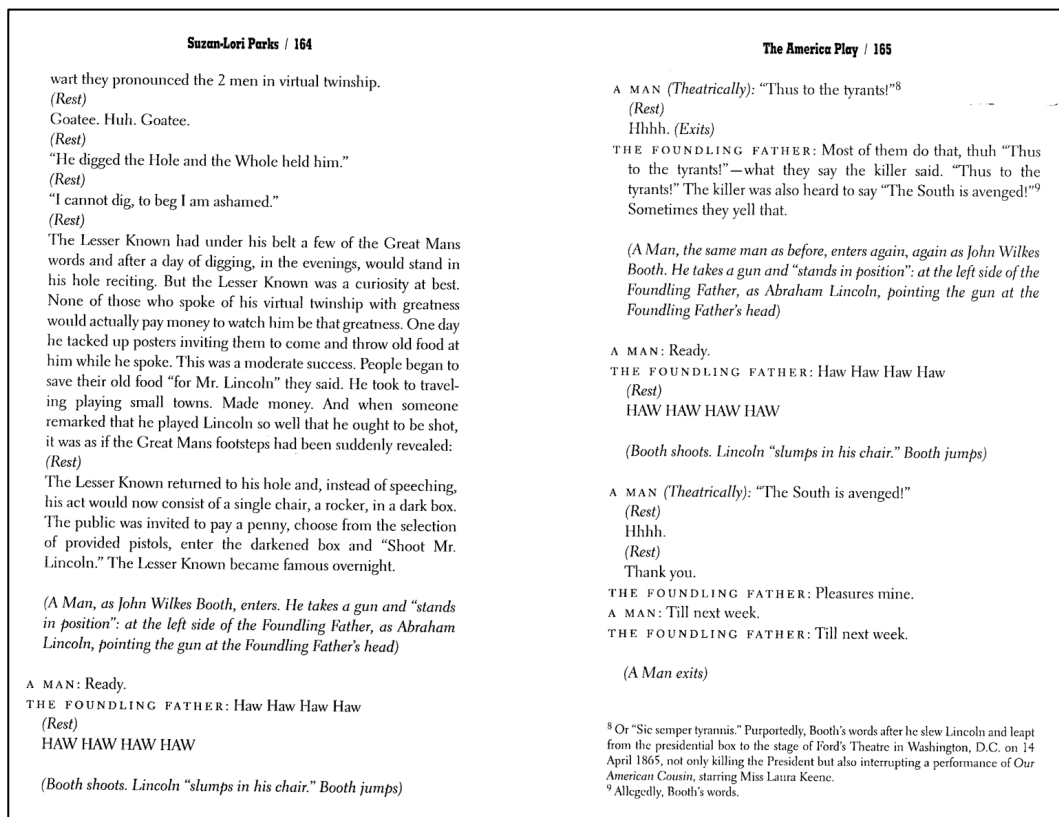 Suzan-Lori Parks / 164
wart they pronounced the 2 men in virtual twinship.
(Rest)
Goatee. Huh. Goatee.
(Rest)
"He digged the Hole and the Whole held him."
(Rest)
"I cannot dig, to beg I am ashamed."
(Rest)
The Lesser Known had under his belt a few of the Great Mans
words and after a day of digging, in the evenings, would stand in
his hole reciting. But the Lesser Known was a curiosity at best.
None of those who spoke of his virtual twinship with greatness
would actually pay money to watch him be that greatness. One day
he tacked up posters inviting them to come and throw old food at
him while he spoke. This was a moderate success. People began to
save their old food "for Mr. Lincoln" they said. He took to travel-
ing playing small towns. Made money. And when someone
remarked that he played Lincoln so well that he ought to be shot,
it was as if the Great Mans footsteps had been suddenly revealed:
(Rest)
The Lesser Known returned to his hole and, instead of speeching,
his act would now consist of a single chair, a rocker, in a dark box.
The public was invited to pay a penny, choose from the selection
of provided pistols, enter the darkened box and "Shoot Mr.
Lincoln." The Lesser Known became famous overnight.
(A Man, as John Wilkes Booth, enters. He takes a gun and "stands
in position": at the left side of the Foundling Father, as Abraham
Lincoln, pointing the gun at the Foundling Father's head)
A MAN: Ready.
THE FOUNDLING FATHER: Haw Haw Haw Haw
(Rest)
HAW HAW HAW HAW
(Booth shoots. Lincoln "slumps in his chair." Booth jumps)
The America Play / 165
A MAN (Theatrically): "Thus to the tyrants!"8
(Rest)
Hhhh. (Exits)
THE FOUNDLING FATHER: Most of them do that, thuh "Thus
to the tyrants!"—what they say the killer said. "Thus to the
tyrants!" The killer was also heard to say "The South is avenged!"9
Sometimes they yell that.
(A Man, the same man as before, enters again, again as John Wilkes
Booth. He takes a gun and "stands in position": at the left side of the
Foundling Father, as Abraham Lincoln, pointing the gun at the
Foundling Father's head)
A MAN: Ready.
THE FOUNDLING FATHER: Haw Haw Haw Haw
(Rest)
HAW HAW HAW HAW
(Booth shoots. Lincoln "slumps in his chair." Booth jumps)
A MAN (Theatrically): "The South is avenged!"
(Rest)
Hhhh.
(Rest)
Thank you.
THE FOUNDLING FATHER: Pleasures mine.
A MAN: Till next week.
THE FOUNDLING FATHER: Till next week.
(A Man exits)
8 Or "Sic semper tyrannis." Purportedly, Booth's words after he slew Lincoln and leapt
from the presidential box to the stage of Ford's Theatre in Washington, D.C. on 14
April 1865, not only killing the President but also interrupting a performance of Our
American Cousin, starring Miss Laura Keene.
9 Allegedly, Booth's words.